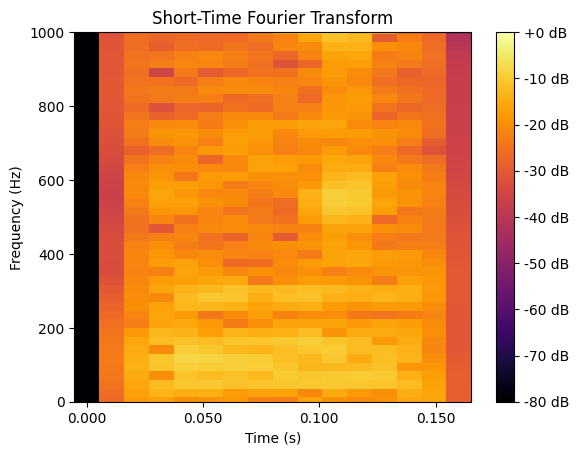 Short-Time Fourier Transform
1000
800
600
400
200
0
Frequency (Hz)
0.000
0.050
0.100
0.150
Time (s)
+0 dB
-10 dB
-20 dB
-30 dB
-40 dB
-50 dB
-60 dB
-70 dB
-80 dB